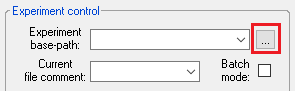 Experiment control
Experiment
base-path:
...
Current
file comment:
Batch
mode: